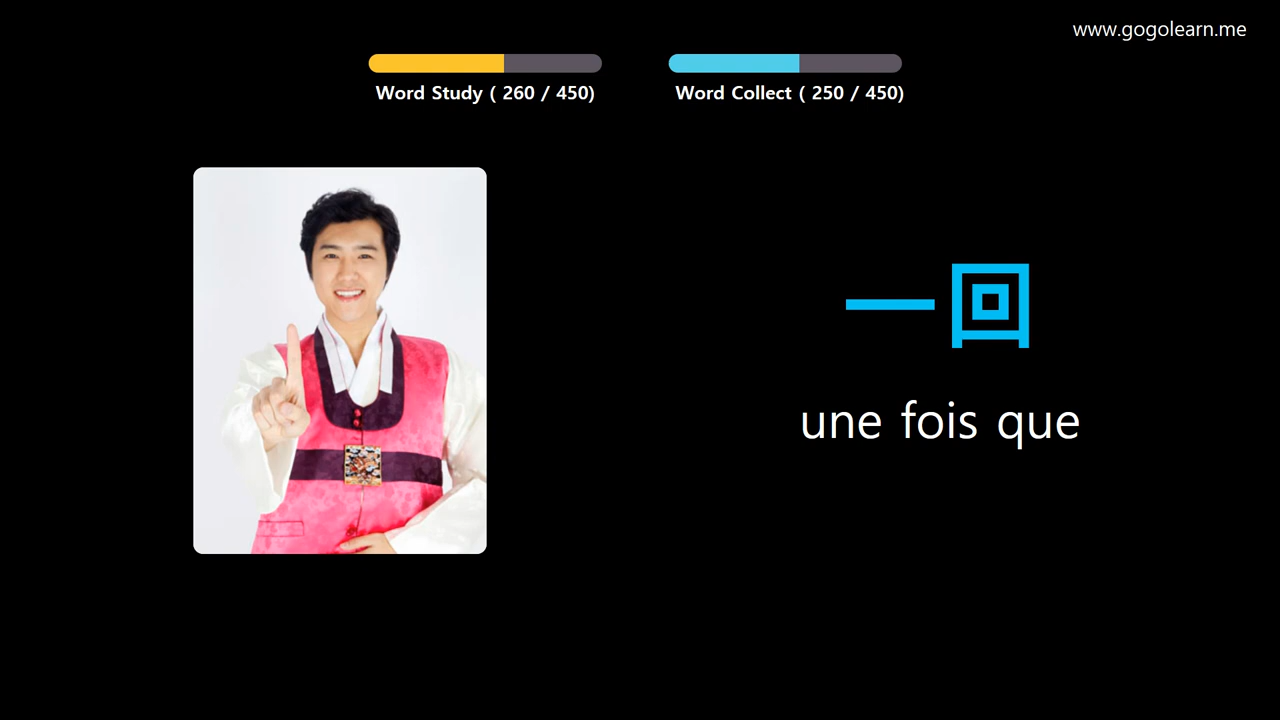 www.gogolearn.me
Word Study ( 260 / 450)
Word Collect ( 250 / 450)
一回
une fois que